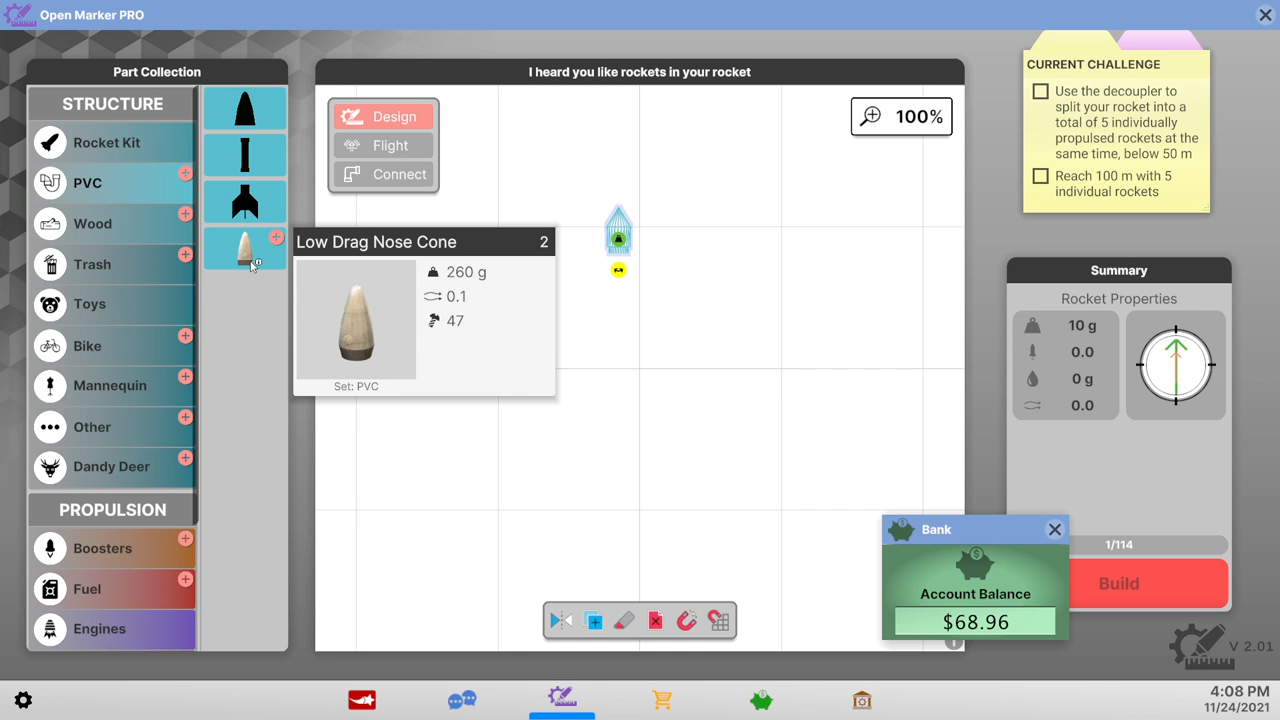 Open Marker PRO
Part Collection
STRUCTURE
Rocket Kit
PVC
Wood
Trash
Toys
Bike
Mannequin
Other
Dandy Deer
PROPULSION
Boosters
Fuel
Engines
I heard you like rockets in your rocket
Design
Flight
Connect
100%
Low Drag Nose Cone 2
260 g
0.1
47
Set: PVC
CURRENT CHALLENGE
Use the decoupler to
split your rocket into a
total of 5 individually
propulsed rockets at the
same time, below 50 m
Reach 100 m with 5
individual rockets
Summary
Rocket Properties
10 g
0.0
0 g
0.0
1/114
Build
Bank
Account Balance
$68.96
V 2.01
4:08 PM
11/24/2021